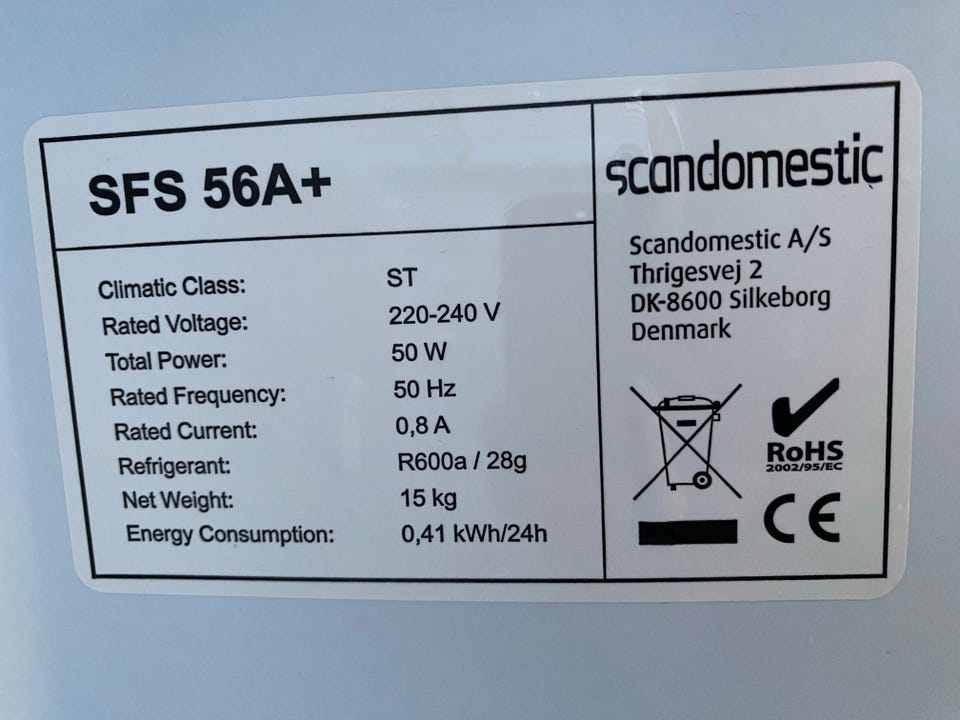 SFS 56A+
Climatic Class: ST
Rated Voltage: 220-240 V
Total Power: 50 W
Rated Frequency: 50 Hz
Rated Current: 0,8 A
Refrigerant: R600a / 28g
Net Weight: 15 kg
Energy Consumption: 0,41 kWh/24h
scandomestic
Scandomestic A/S
Thrigesvej 2
DK-8600 Silkeborg
Denmark
RoHS
2002/95/EC
CE